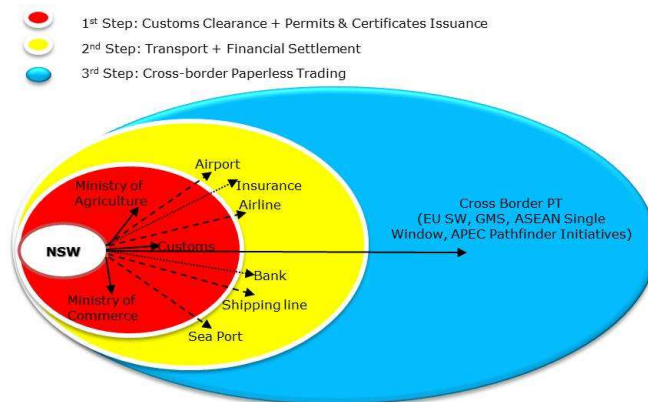 1st Step: Customs Clearance + Permits & Certificates Issuance
2nd Step: Transport + Financial Settlement
3rd Step: Cross-border Paperless Trading
Airport
Ministry of
Agriculture
Insurance
Airline
Cross Border PT
(EU SW, GMS, ASEAN Single
Window, APEC Pathfinder Initiatives)
NSW
Customs
Bank
Ministry of
Commerce
Shipping line
Sea Port